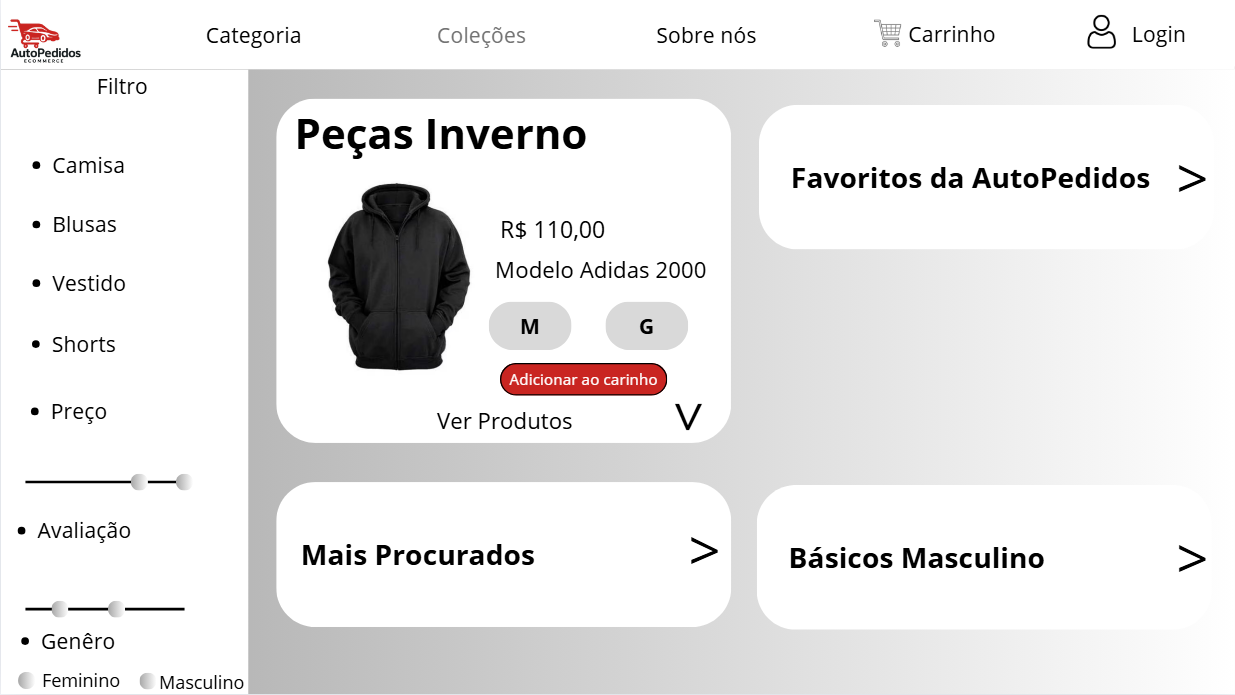 AutoPedidos
ECOMMERCE
Categoria
Coleções
Sobre nós
Carrinho
Login
Filtro
Camisa
Blusas
Vestido
Shorts
Preço
Avaliação
Genêro
Feminino
Masculino
Peças Inverno
R$ 110,00
Modelo Adidas 2000
M
G
Adicionar ao carinho
Ver Produtos
>
Favoritos da AutoPedidos >
Mais Procurados >
Básicos Masculino >